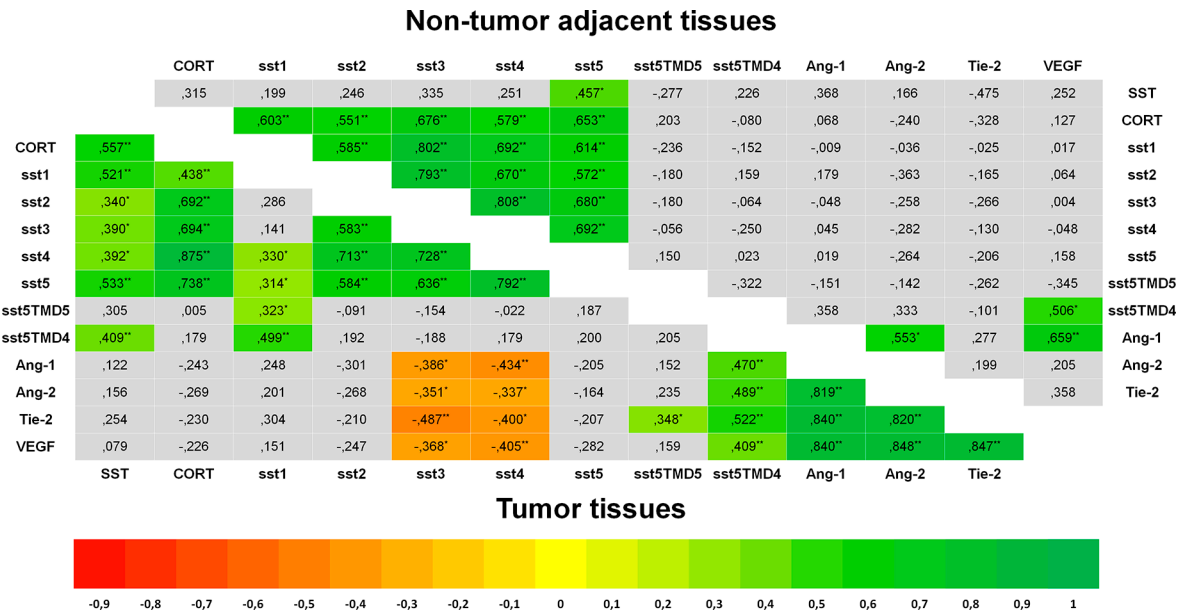 Non-tumor adjacent tissues
CORT sst1 sst2 sst3 sst4 sst5 sst5TMD5 sst5TMD4 Ang-1 Ang-2 Tie-2 VEGF
,315 ,199 ,246 ,335 ,251 ,457* -,277 ,226 ,368 ,166 -,475 ,252 SST
,603** ,551** ,676** ,579** ,653** ,203 -,080 ,068 -,240 -,328 ,127 CORT
CORT ,557** ,585** ,802** ,692** ,614** -,236 -,152 -,009 -,036 -,025 ,017 sst1
sst1 ,521** ,438** ,793** ,670** ,572** -,180 ,159 ,179 -,363 -,165 ,064 sst2
sst2 ,340* ,692** ,286 ,808** ,680** -,180 -,064 -,048 -,258 -,266 ,004 sst3
sst3 ,390* ,694** ,141 ,583** ,692** -,056 -,250 ,045 -,282 -,130 -,048 sst4
sst4 ,392* ,875** ,330* ,713** ,728** ,150 ,023 ,019 -,264 -,206 ,158 sst5
sst5 ,533** ,738** ,314* ,584** ,636** ,792** -,322 -,151 -,142 -,262 -,345 sst5TMD5
sst5TMD5 ,305 ,005 ,323* -,091 -,154 -,022 ,187 ,358 ,333 -,101 ,506* sst5TMD4
sst5TMD4 ,409** ,179 ,499** ,192 -,188 ,179 ,200 ,205 ,553* ,277 ,659** Ang-1
Ang-1 ,122 -,243 ,248 -,301 -,386* -,434** -,205 ,152 ,470** ,199 ,205 Ang-2
Ang-2 ,156 -,269 ,201 -,268 -,351* -,337* -,164 ,235 ,489** ,819** ,358 Tie-2
Tie-2 ,254 -,230 ,304 -,210 -,487** -,400* -,207 ,348* ,522** ,840** ,820**
VEGF ,079 -,226 ,151 -,247 -,368* -,405** -,282 ,159 ,409** ,840** ,848** ,847**
SST CORT sst1 sst2 sst3 sst4 sst5 sst5TMD5 sst5TMD4 Ang-1 Ang-2 Tie-2
Tumor tissues
-0,9 -0,8 -0,7 -0,6 -0,5 -0,4 -0,3 -0,2 -0,1 0 0,2 0,3 0,4 0,5 0,6 0,7 0,8 0,9 1